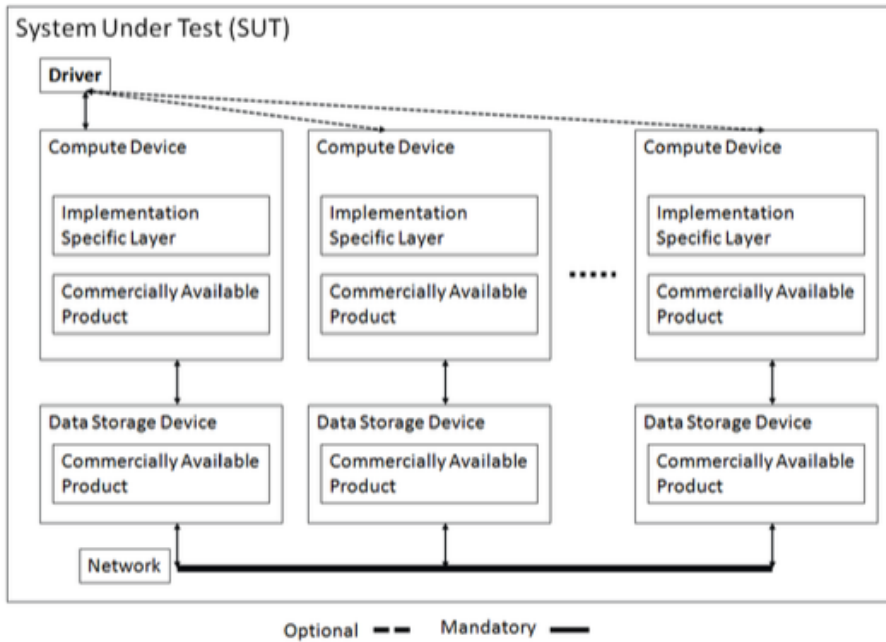 System Under Test (SUT)
Driver
Compute Device
Implementation
Specific Layer
Commercially Available
Product
Compute Device
Implementation
Specific Layer
Commercially Available
Product
Compute Device
Implementation
Specific Layer
Commercially Available
Product
Data Storage Device
Commercially Available
Product
Data Storage Device
Commercially Available
Product
Data Storage Device
Commercially Available
Product
Network
Optional
Mandatory